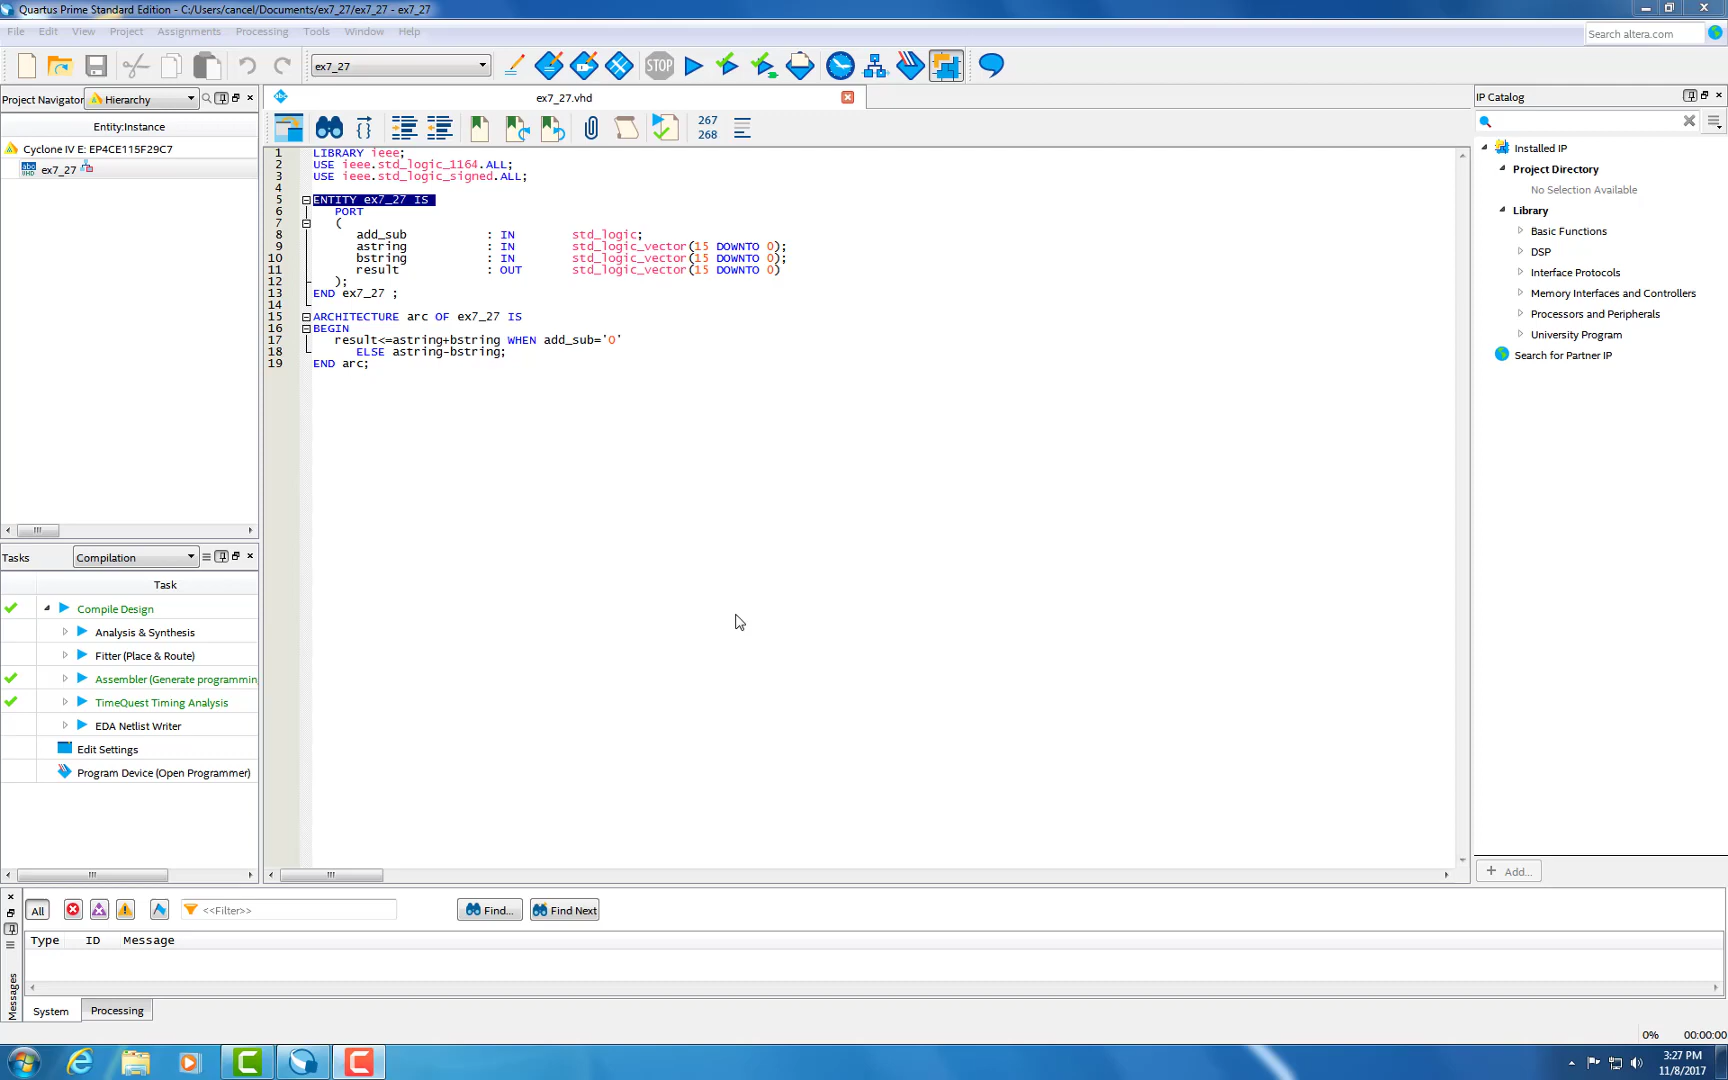 Quartus Prime Standard Edition - C:/Users/cancel/Documents/ex7_27/ex7_27 - ex7_27
File Edit View Project Assignments Processing Tools Window Help
Search altera.com
ex7_27
STOP
Project Navigator Hierarchy
ex7_27.vhd
IP Catalog
267
268
Entity:Instance
Cyclone IV E: EP4CE115F29C7
ex7_27
1 LIBRARY ieee;
2 USE ieee.std_logic_1164.ALL;
3 USE ieee.std_logic_signed.ALL;
4
5 ENTITY ex7_27 IS
6 PORT
7 (
8 add_sub : IN std_logic;
9 astring : IN std_logic_vector(15 DOWNTO 0);
10 bstring : IN std_logic_vector(15 DOWNTO 0);
11 result : OUT std_logic_vector(15 DOWNTO 0)
12 );
13 END ex7_27 ;
14
15 ARCHITECTURE arc OF ex7_27 IS
16 BEGIN
17 result<=astring+bstring WHEN add_sub='0'
18 ELSE astring-bstring;
19 END arc;
Installed IP
Project Directory
No Selection Available
Library
Basic Functions
DSP
Interface Protocols
Memory Interfaces and Controllers
Processors and Peripherals
University Program
Search for Partner IP
+ Add...
Tasks Compilation
Task
Compile Design
Analysis & Synthesis
Fitter (Place & Route)
Assembler (Generate programmin
TimeQuest Timing Analysis
EDA Netlist Writer
Edit Settings
Program Device (Open Programmer)
All
<<Filter>>
Find...
Find Next
Type ID Message
Messages
System Processing
0% 00:00:00
3:27 PM
11/8/2017